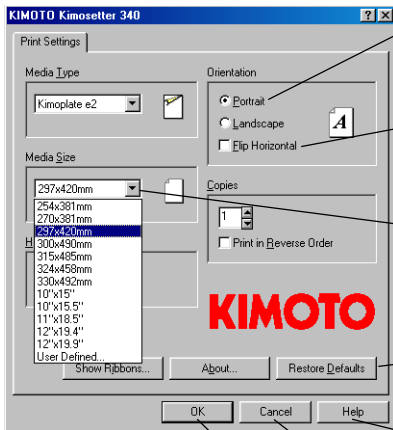 KIMOTO Kimosetter 340
Print Settings
Media Type
Kimoplate e2
Orientation
Portrait
Landscape
Flip Horizontal
A
Media Size
297x420mm
254x381mm
270x381mm
297x420mm
300x490mm
315x485mm
324x458mm
330x492mm
10"x15"
10"x15.5"
11"x18.5"
12"x19.4"
12"x19.9"
User Defined...
H
Copies
1
Print in Reverse Order
KIMOTO
Show Ribbons...
About...
Restore Defaults
OK
Cancel
Help